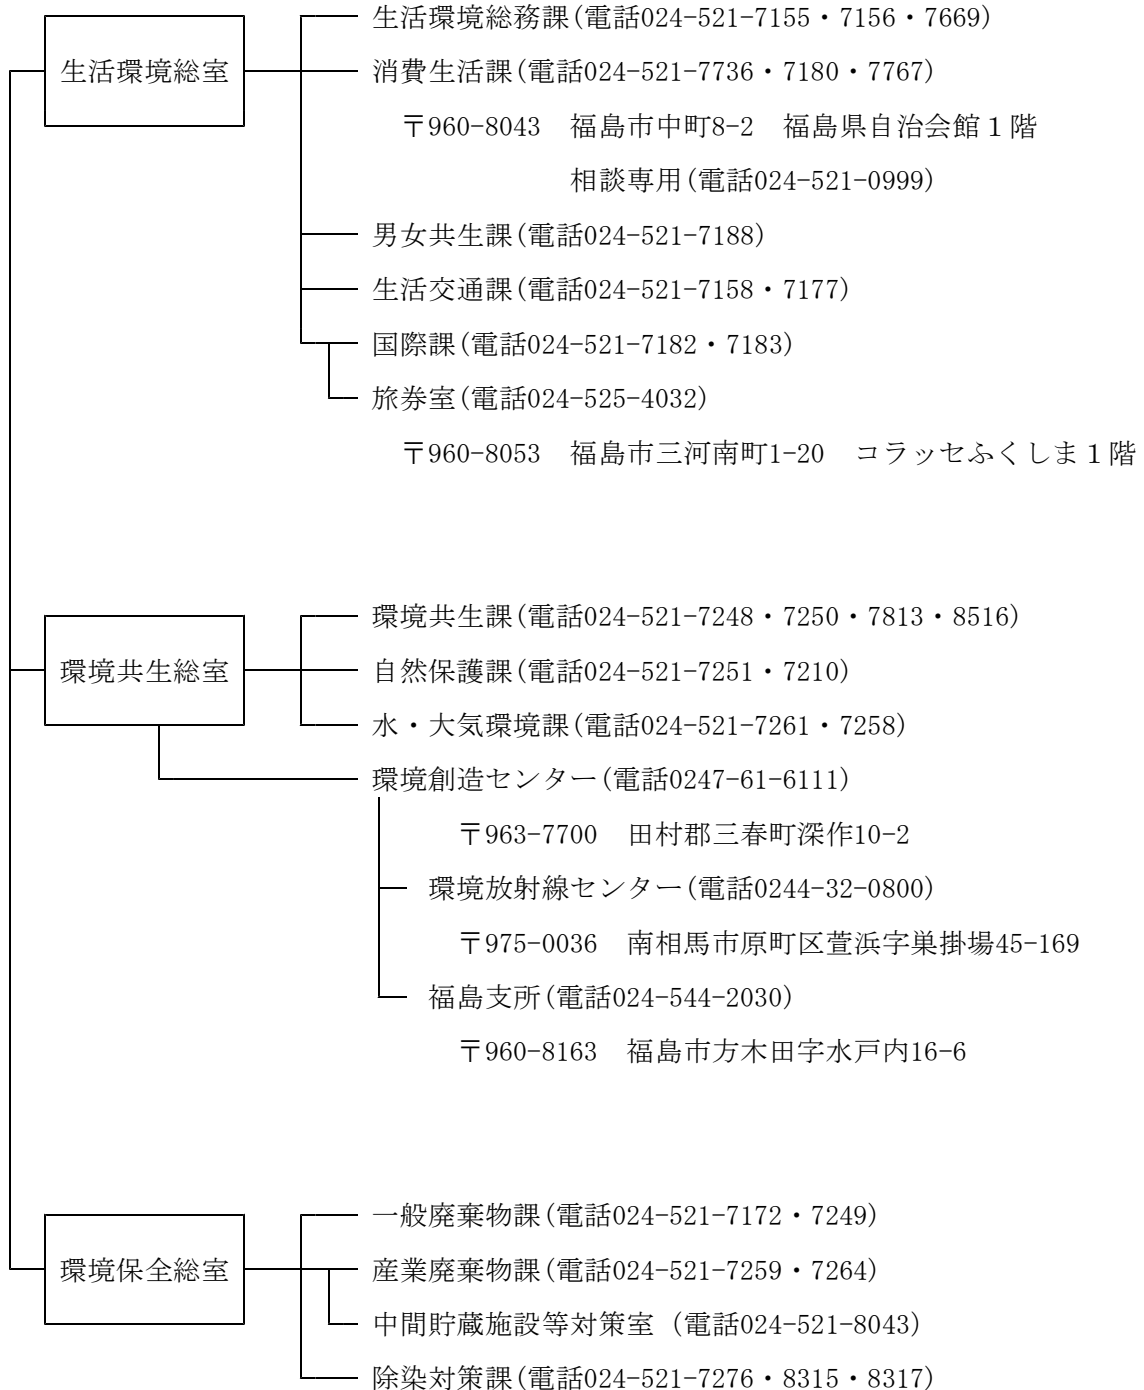 生活環境総室
生活環境総務課(電話024-521-7155・7156・7669)
消費生活課(電話024-521-7736・7180・7767)
〒960-8043　福島市中町8-2　福島県自治会館１階
相談専用(電話024-521-0999)
男女共生課(電話024-521-7188)
生活交通課(電話024-521-7158・7177)
国際課(電話024-521-7182・7183)
旅券室(電話024-525-4032)
〒960-8053　福島市三河南町1-20　コラッセふくしま１階
環境共生総室
環境共生課(電話024-521-7248・7250・7813・8516)
自然保護課(電話024-521-7251・7210)
水・大気環境課(電話024-521-7261・7258)
環境創造センター(電話0247-61-6111)
〒963-7700　田村郡三春町深作10-2
環境放射線センター(電話0244-32-0800)
〒975-0036　南相馬市原町区萱浜字巣掛場45-169
福島支所(電話024-544-2030)
〒960-8163　福島市方木田字水戸内16-6
環境保全総室
一般廃棄物課(電話024-521-7172・7249)
産業廃棄物課(電話024-521-7259・7264)
中間貯蔵施設等対策室 (電話024-521-8043)
除染対策課(電話024-521-7276・8315・8317)